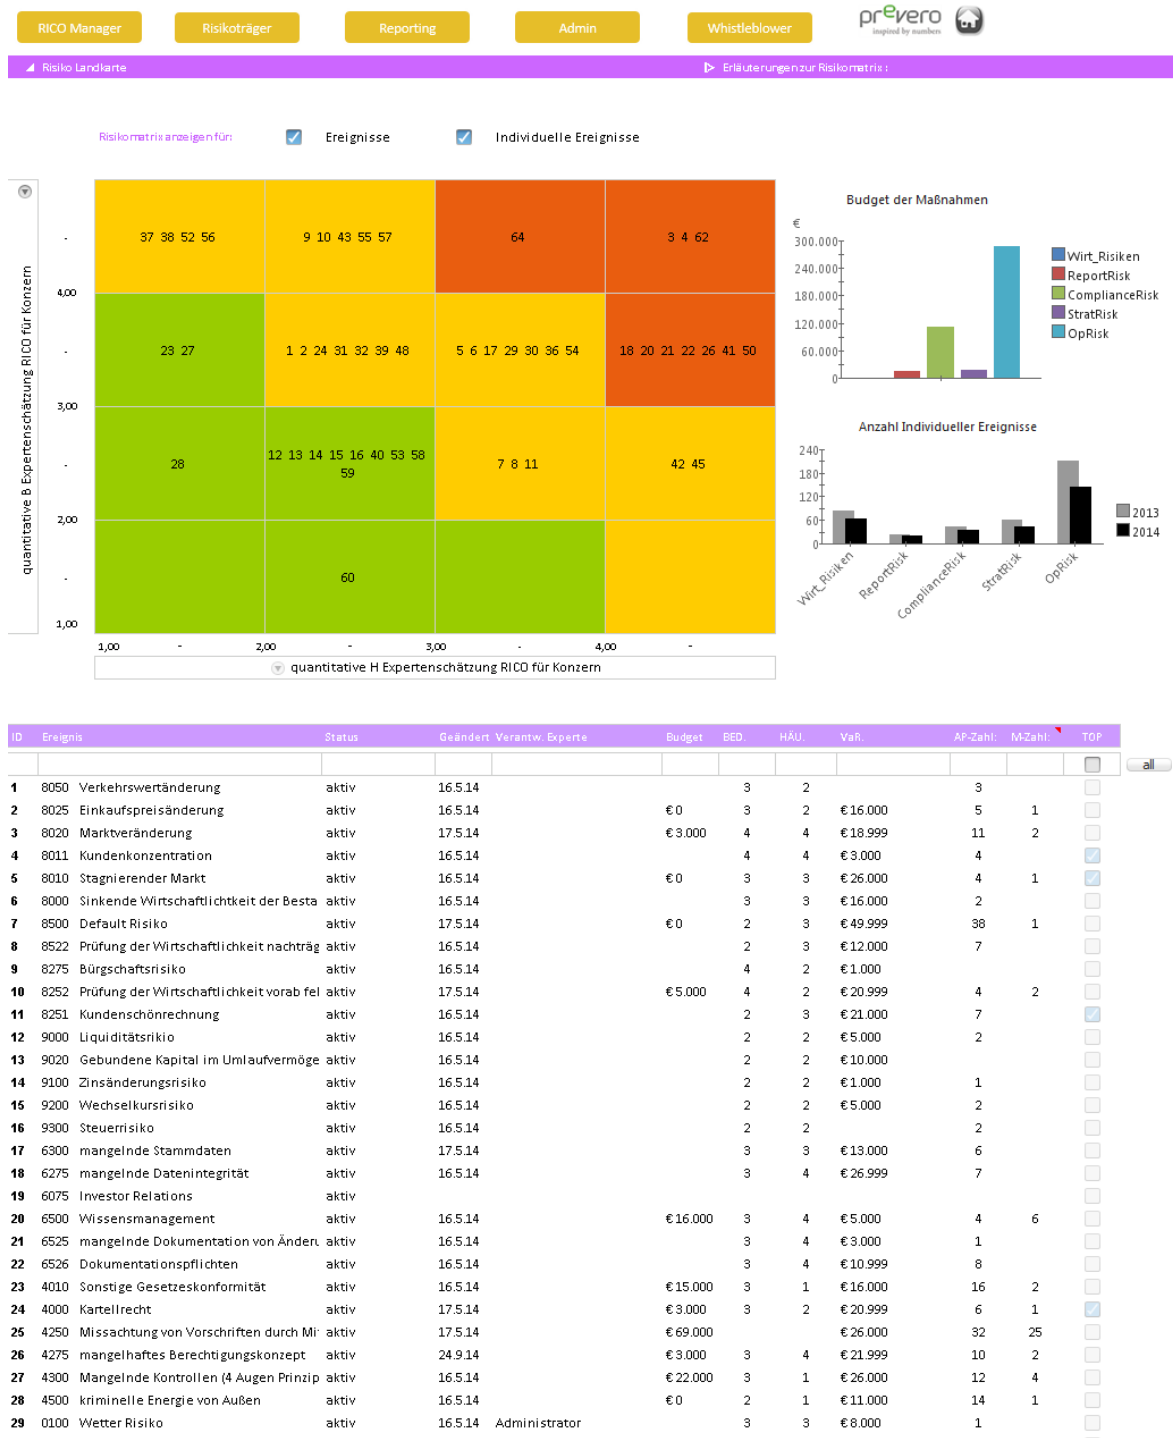 RICO Manager Risikoträger Reporting Admin Whistleblower prevero
inspired by numbers
Risiko Landkarte Erläuterungen zur Risikomatrix :
Risikomatrix anzeigen für: Ereignisse Individuelle Ereignisse
quantitative B Expertenschätzung RICO für Konzern
- 37 38 52 56 9 10 43 55 57 64 3 4 62
4,00
- 23 27 1 2 24 31 32 39 48 5 6 17 29 30 36 54 18 20 21 22 26 41 50
3,00
- 28 12 13 14 15 16 40 53 58 7 8 11 42 45
59
2,00
- 60
1,00
1,00 - 2,00 - 3,00 - 4,00 -
quantitative H Expertenschätzung RICO für Konzern
Budget der Maßnahmen
€
300.000
240.000
180.000
120.000
60.000
0
Wirt_Risiken
ReportRisk
ComplianceRisk
StratRisk
OpRisk
Anzahl Individueller Ereignisse
240
180
120
60
0
Wirt_Risiken ReportRisk ComplianceRisk StratRisk OpRisk
2013
2014
ID Ereignis Status Geändert Verantw. Experte Budget BED. HÄU. VaR. AP-Zahl: M-Zahl: TOP
all
1 8050 Verkehrswertänderung aktiv 16.5.14 3 2 3
2 8025 Einkaufspreisänderung aktiv 16.5.14 € 0 3 2 € 16.000 5 1
3 8020 Marktveränderung aktiv 17.5.14 € 3.000 4 4 € 18.999 11 2
4 8011 Kundenkonzentration aktiv 16.5.14 4 4 € 3.000 4
5 8010 Stagnierender Markt aktiv 16.5.14 € 0 3 3 € 26.000 4 1
6 8000 Sinkende Wirtschaftlichtkeit der Besta aktiv 16.5.14 3 3 € 16.000 2
7 8500 Default Risiko aktiv 17.5.14 € 0 2 3 € 49.999 38 1
8 8522 Prüfung der Wirtschaftlichkeit nachträg aktiv 16.5.14 2 3 € 12.000 7
9 8275 Bürgschaftsrisiko aktiv 16.5.14 4 2 € 1.000
10 8252 Prüfung der Wirtschaftlichkeit vorab fel aktiv 17.5.14 € 5.000 4 2 € 20.999 4 2
11 8251 Kundenschönrechnung aktiv 16.5.14 2 3 € 21.000 7
12 9000 Liquiditätsrikio aktiv 16.5.14 2 2 € 5.000 2
13 9020 Gebundene Kapital im Umlaufvermöge aktiv 16.5.14 2 2 € 10.000
14 9100 Zinsänderungsrisiko aktiv 16.5.14 2 2 € 1.000 1
15 9200 Wechselkursrisiko aktiv 16.5.14 2 2 € 5.000 2
16 9300 Steuerrisiko aktiv 16.5.14 2 2 2
17 6300 mangelnde Stammdaten aktiv 17.5.14 3 3 € 13.000 6
18 6275 mangelnde Datenintegrität aktiv 16.5.14 3 4 € 26.999 7
19 6075 Investor Relations aktiv
20 6500 Wissensmanagement aktiv 16.5.14 € 16.000 3 4 € 5.000 4 6
21 6525 mangelnde Dokumentation von Änderu aktiv 16.5.14 3 4 € 3.000 1
22 6526 Dokumentationspflichten aktiv 16.5.14 3 4 € 10.999 8
23 4010 Sonstige Gesetzeskonformität aktiv 16.5.14 € 15.000 3 1 € 16.000 16 2
24 4000 Kartellrecht aktiv 17.5.14 € 3.000 3 2 € 20.999 6 1
25 4250 Missachtung von Vorschriften durch Mi aktiv 17.5.14 € 69.000 € 26.000 32 25
26 4275 mangelhaftes Berechtigungskonzept aktiv 24.9.14 € 3.000 3 4 € 21.999 10 2
27 4300 Mangelnde Kontrollen (4 Augen Prinzip aktiv 16.5.14 € 22.000 3 1 € 26.000 12 4
28 4500 kriminelle Energie von Außen aktiv 16.5.14 € 0 2 1 € 11.000 14 1
29 0100 Wetter Risiko aktiv 16.5.14 Administrator 3 3 € 8.000 1